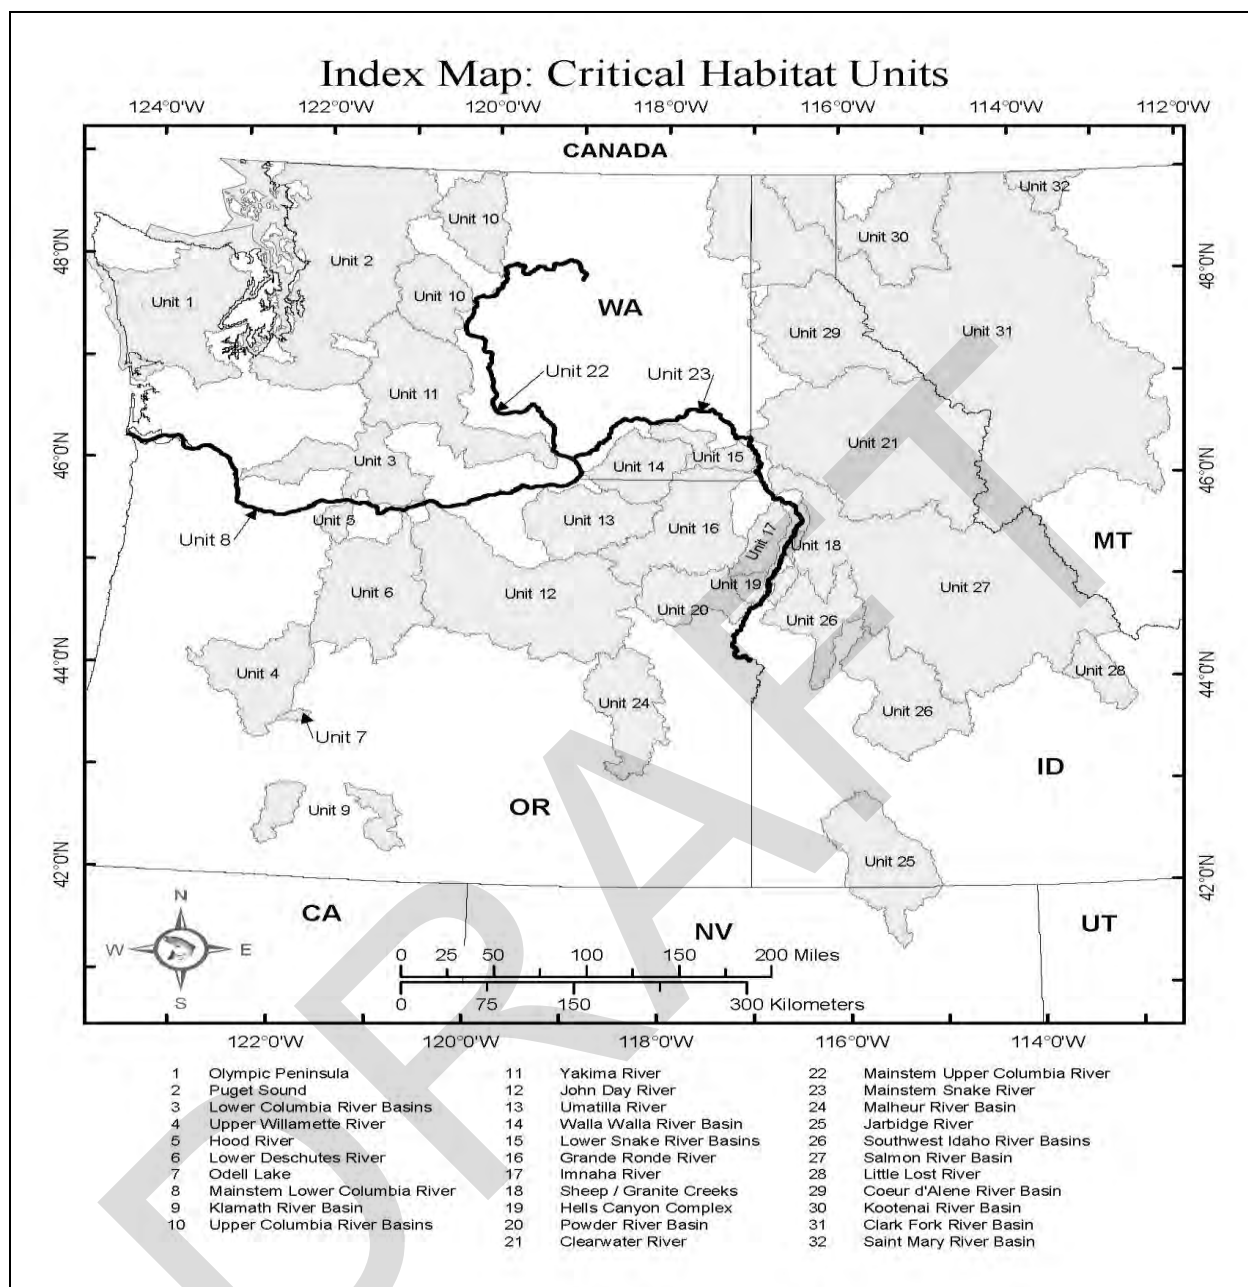 Index Map: Critical Habitat Units
124°0'W 122°0'W 120°0'W 118°0'W 116°0'W 114°0'W 112°0'W
CANADA
Unit 32
Unit 10
Unit 30
48°0'N
48°0'N
Unit 2
Unit 1
Unit 10
WA
Unit 29
Unit 31
Unit 22
Unit 23
Unit 11
46°0'N
46°0'N
Unit 21
Unit 3
Unit 14
Unit 15
Unit 5
Unit 13
Unit 16
Unit 17
Unit 18
MT
Unit 8
Unit 6
Unit 12
Unit 19
Unit 27
Unit 20
Unit 26
44°0'N
44°0'N
Unit 4
Unit 28
Unit 24
Unit 26
Unit 7
ID
OR
Unit 9
42°0'N
42°0'N
Unit 25
N
CA
W E
NV
UT
S
0 25 50 100 150 200 Miles
0 75 150 300 Kilometers
122°0'W 120°0'W 118°0'W 116°0'W 114°0'W
DRAFT
1 Olympic Peninsula
2 Puget Sound
3 Lower Columbia River Basins
4 Upper Willamette River
5 Hood River
6 Lower Deschutes River
7 Odell Lake
8 Mainstem Lower Columbia River
9 Klamath River Basin
10 Upper Columbia River Basins
11 Yakima River
12 John Day River
13 Umatilla River
14 Walla Walla River Basin
15 Lower Snake River Basins
16 Grande Ronde River
17 Imnaha River
18 Sheep / Granite Creeks
19 Hells Canyon Complex
20 Powder River Basin
21 Clearwater River
22 Mainstem Upper Columbia River
23 Mainstem Snake River
24 Malheur River Basin
25 Jarbidge River
26 Southwest Idaho River Basins
27 Salmon River Basin
28 Little Lost River
29 Coeur d'Alene River Basin
30 Kootenai River Basin
31 Clark Fork River Basin
32 Saint Mary River Basin